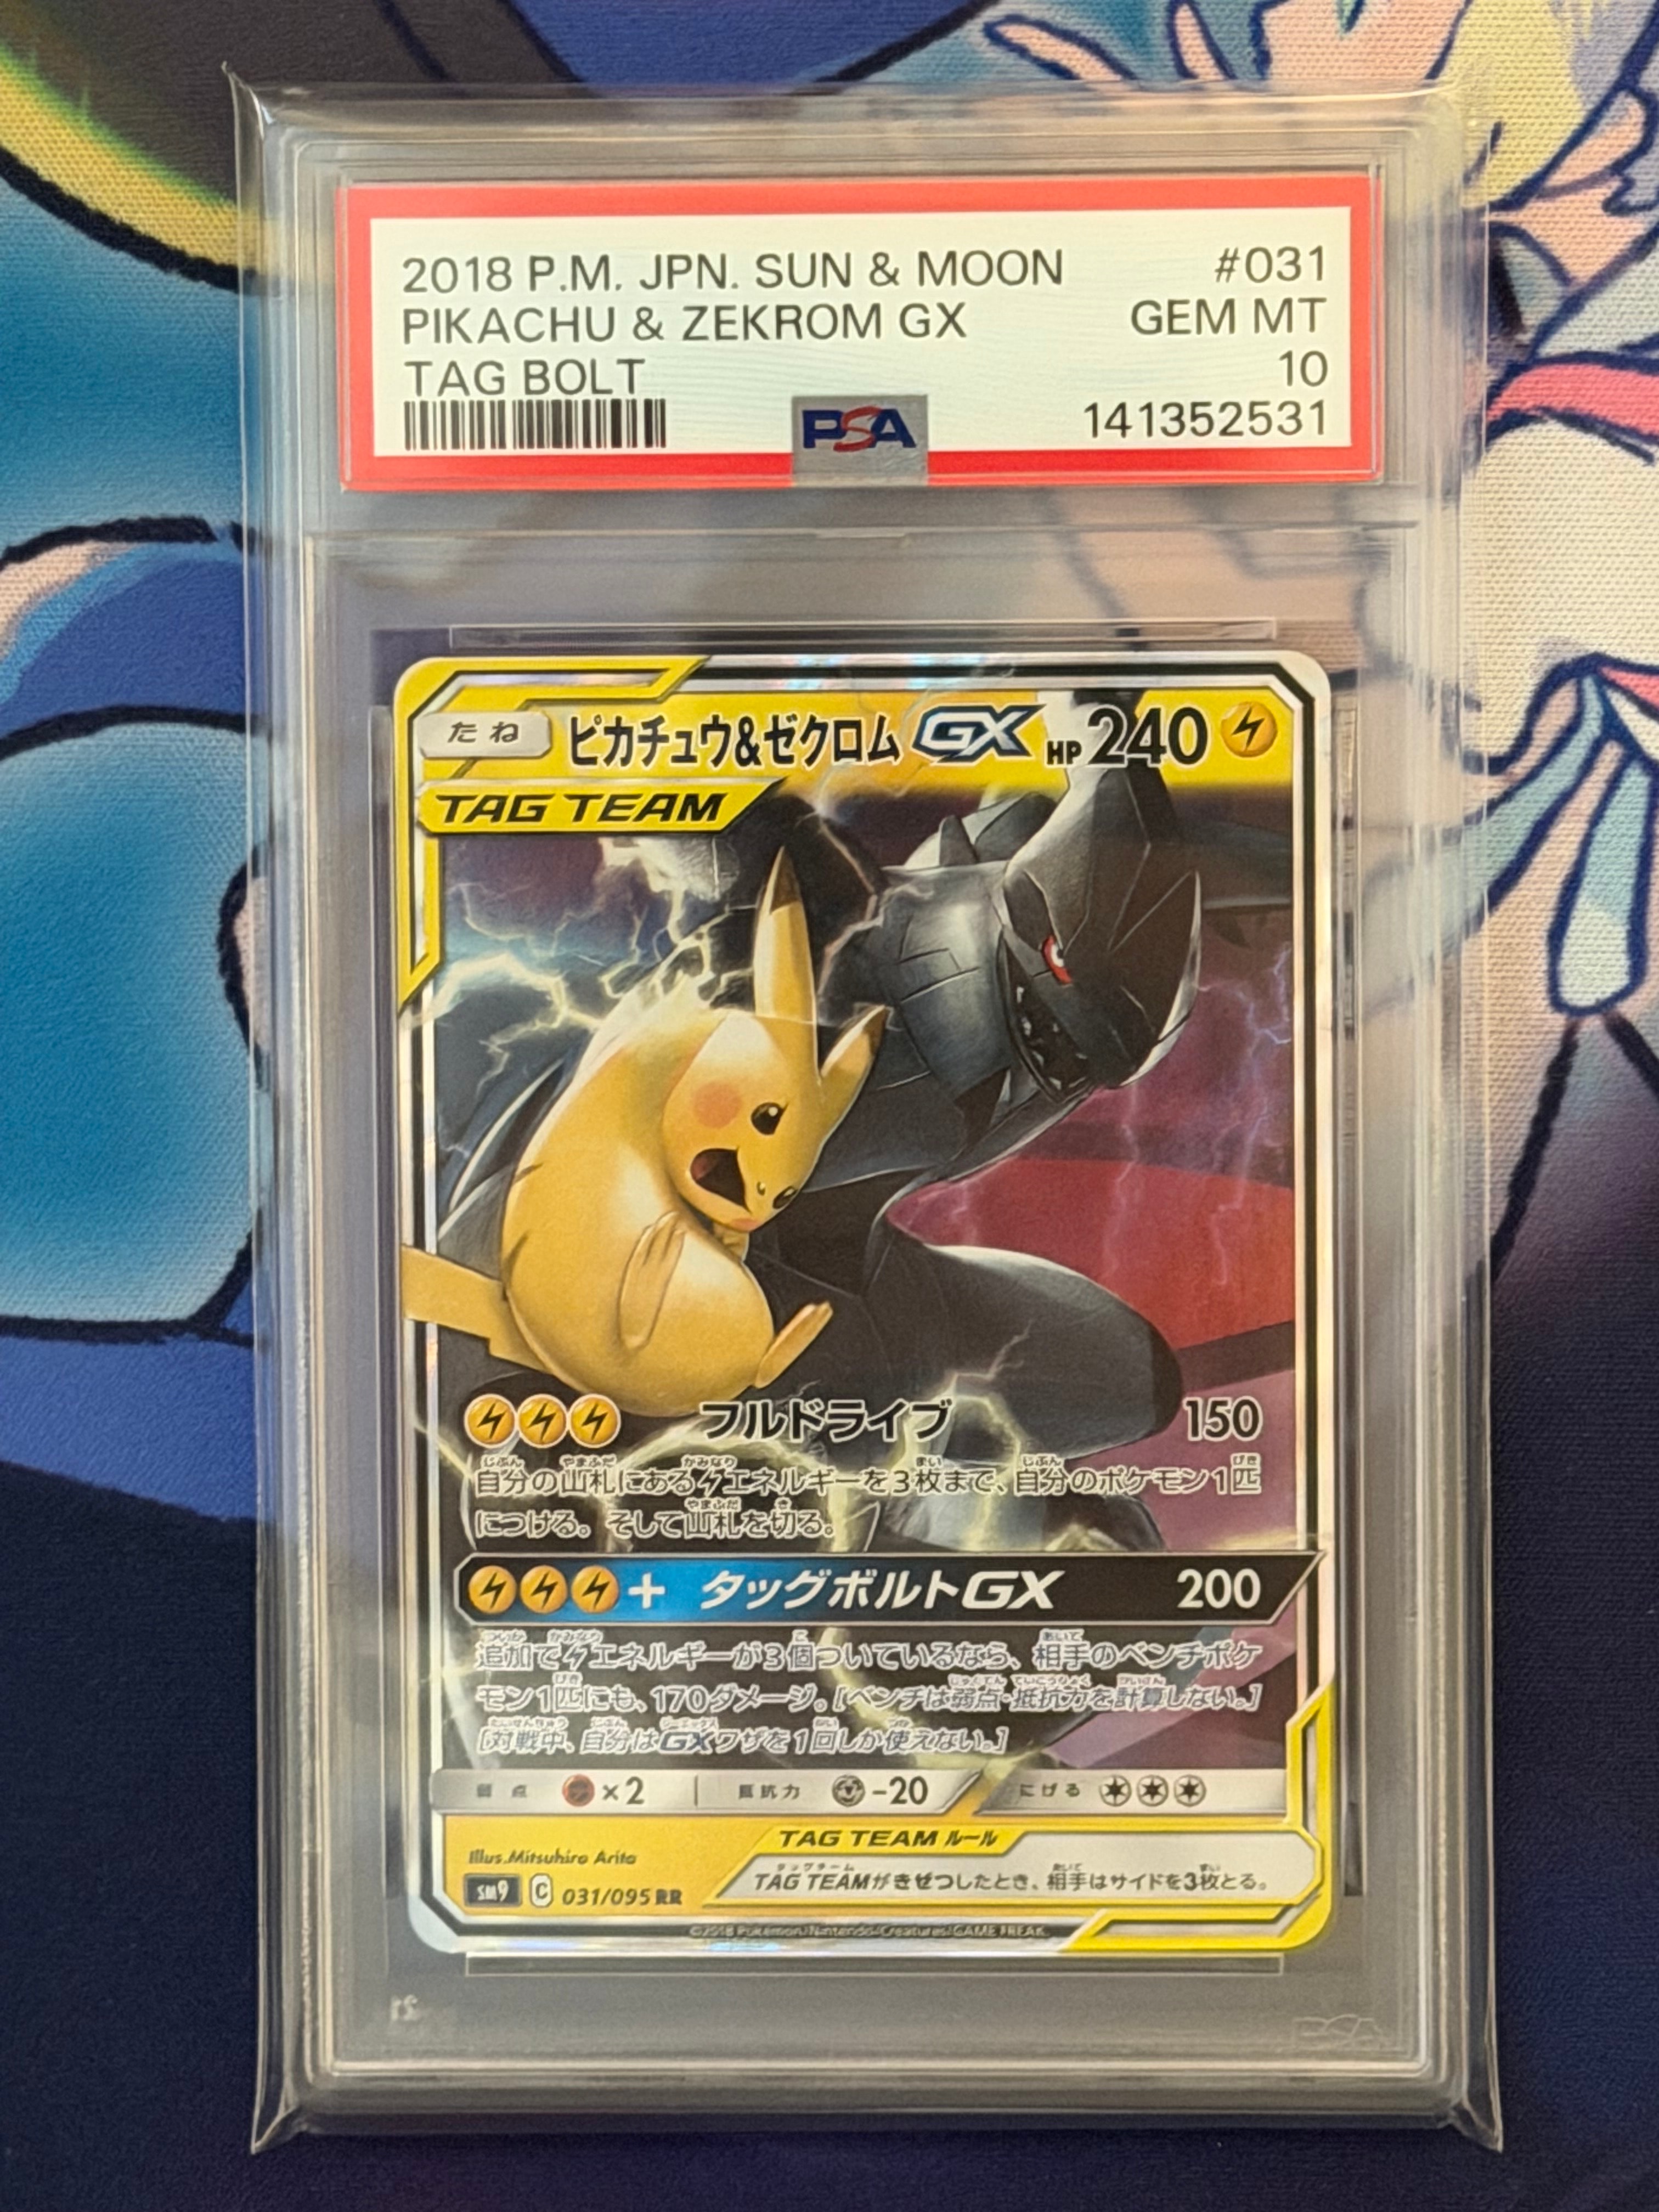 2018 P.M. JPN. SUN & MOON #031
PIKACHU & ZEKROM GX GEM MT
TAG BOLT 10
PSA 141352531
たね ピカチュウ&ゼクロムGX HP 240
TAG TEAM
フルドライブ 150
自分の山札にあるエネルギーを3枚まで、自分のポケモン1匹
につける。そして山札を切る。
+ タッグボルトGX 200
追加でエネルギーが3個ついているなら、相手のベンチポケ
モン1匹にも、170ダメージ。[ベンチは弱点・抵抗力を計算しない。]
[対戦中、自分はGXワザを1回しか使えない。]
弱点 ×2 抵抗力 -20 にげる
TAG TEAM ルール
Illus. Mitsuhiro Arita
TAG TEAMがきぜつしたとき、相手はサイドを3枚とる。
sm9 C 031/095 RR
©2018 Pokémon/Nintendo/Creatures/GAME FREAK.
21
PSA